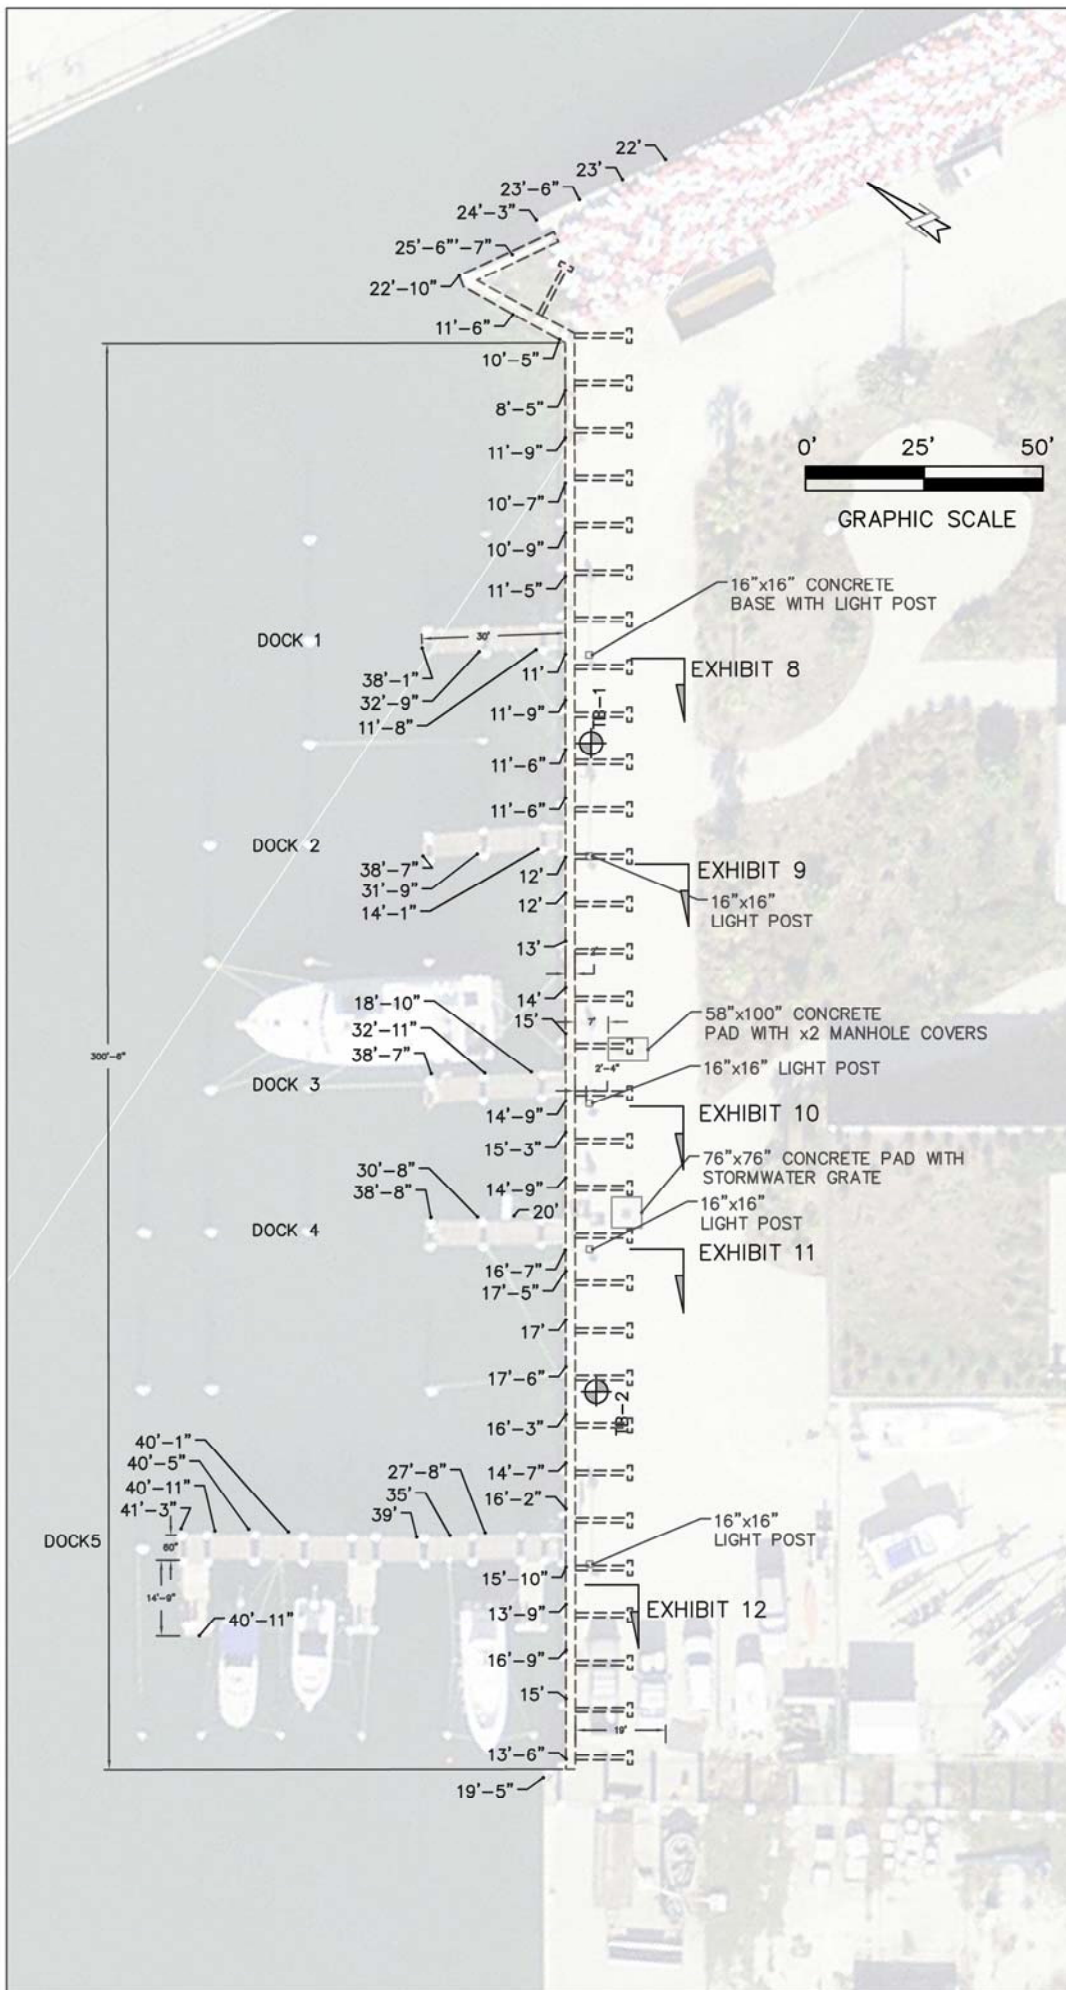 22'
23'
23'-6"
24'-3"
25'-6"'-7"
22'-10"
11'-6"
10'-5"
8'-5"
11'-9"
0' 25' 50'
GRAPHIC SCALE
10'-7"
10'-9"
11'-5"
16"x16" CONCRETE
BASE WITH LIGHT POST
DOCK 1
30'
38'-1"
32'-9"
11'-8"
11'
EXHIBIT 8
11'-9"
TB-1
11'-6"
11'-6"
DOCK 2
38'-7"
31'-9"
14'-1"
12'
EXHIBIT 9
12'
16"x16"
LIGHT POST
13'
14'
18'-10"
15'
7'
58"x100" CONCRETE
PAD WITH x2 MANHOLE COVERS
32'-11"
300'-6"
38'-7"
2'-4"
16"x16" LIGHT POST
DOCK 3
14'-9"
EXHIBIT 10
15'-3"
76"x76" CONCRETE PAD WITH
STORMWATER GRATE
30'-8"
14'-9"
38'-8"
20'
16"x16"
LIGHT POST
DOCK 4
EXHIBIT 11
16'-7"
17'-5"
17'
17'-6"
TB-2
16'-3"
40'-1"
40'-5"
14'-7"
27'-8"
40'-11"
16'-2"
35'
41'-3"
39'
16"x16"
LIGHT POST
DOCK5
60"
15'-10"
14'-9"
13'-9"
EXHIBIT 12
40'-11"
16'-9"
15'
19'
13'-6"
19'-5"